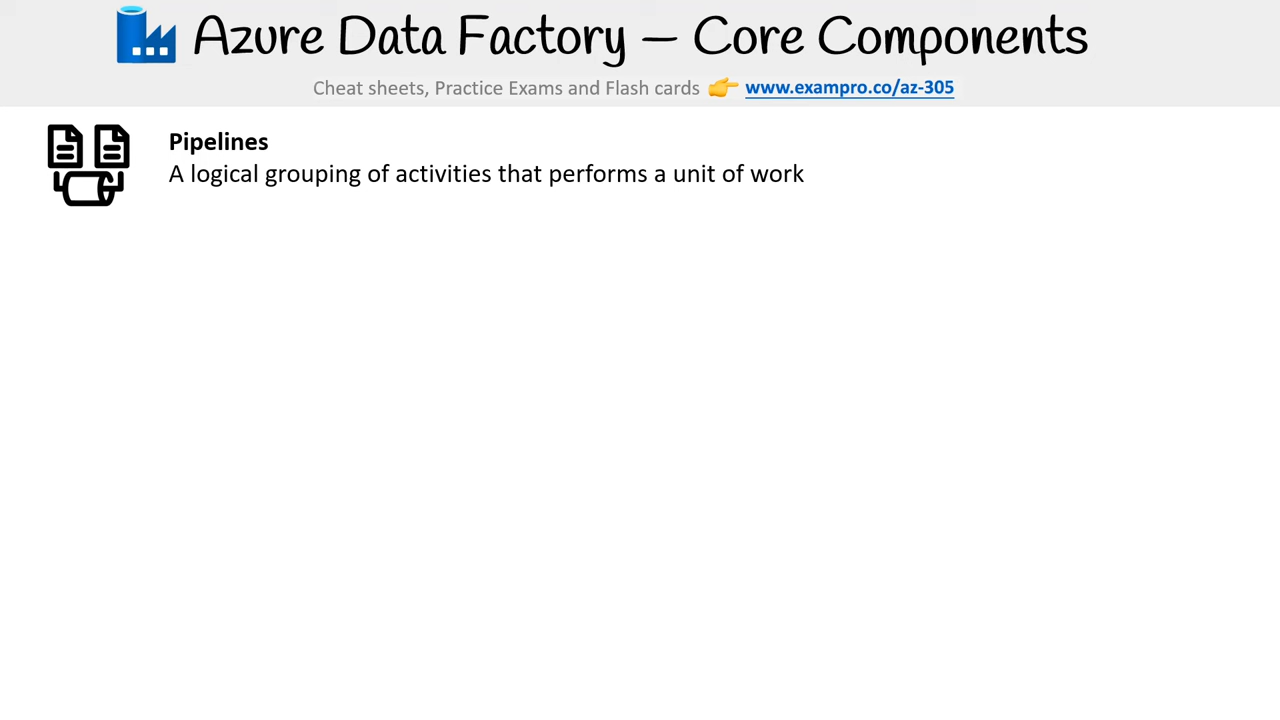 Azure Data Factory – Core Components
Cheat sheets, Practice Exams and Flash cards 👉 www.exampro.co/az-305
Pipelines
A logical grouping of activities that performs a unit of work